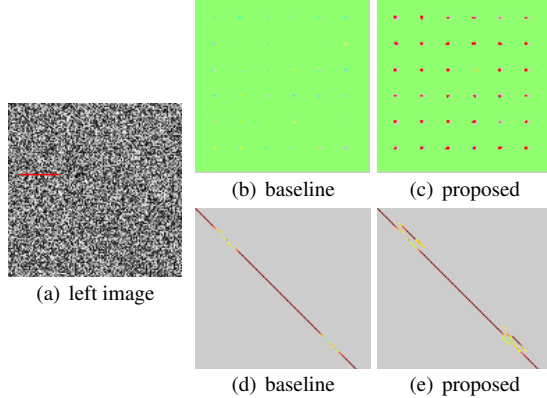 (a) left image
(b) baseline
(c) proposed
(d) baseline
(e) proposed